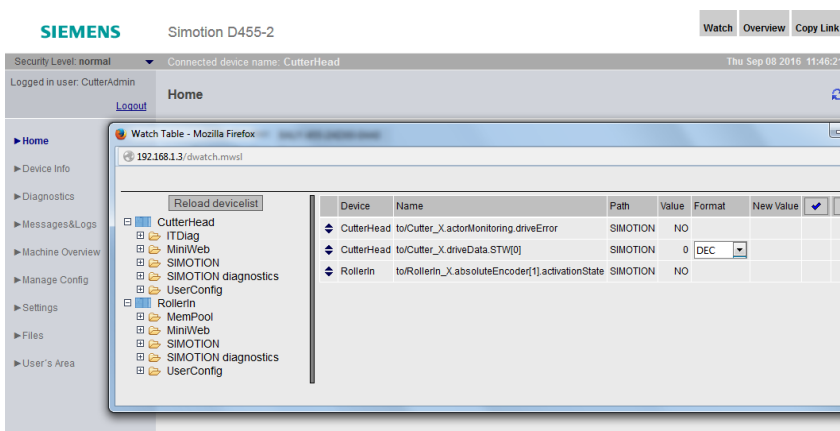 SIEMENS Simotion D455-2 Watch Overview Copy Link
Security Level: normal Connected device name: CutterHead Thu Sep 08 2016 11:46:2
Logged in user: CutterAdmin
Logout
Home
Home
Device Info
Diagnostics
Messages&Logs
Machine Overview
Manage Config
Settings
Files
User's Area
Watch Table - Mozilla Firefox
192.168.1.3/dwatch.mwsl
Reload devicelist
CutterHead
ITDiag
MiniWeb
SIMOTION
SIMOTION diagnostics
UserConfig
RollerIn
MemPool
MiniWeb
SIMOTION
SIMOTION diagnostics
UserConfig
Device Name Path Value Format New Value
CutterHead to/Cutter_X.actorMonitoring.driveError SIMOTION NO
CutterHead to/Cutter_X.driveData.STW[0] SIMOTION 0 DEC
RollerIn to/RollerIn_X.absoluteEncoder[1].activationState SIMOTION NO